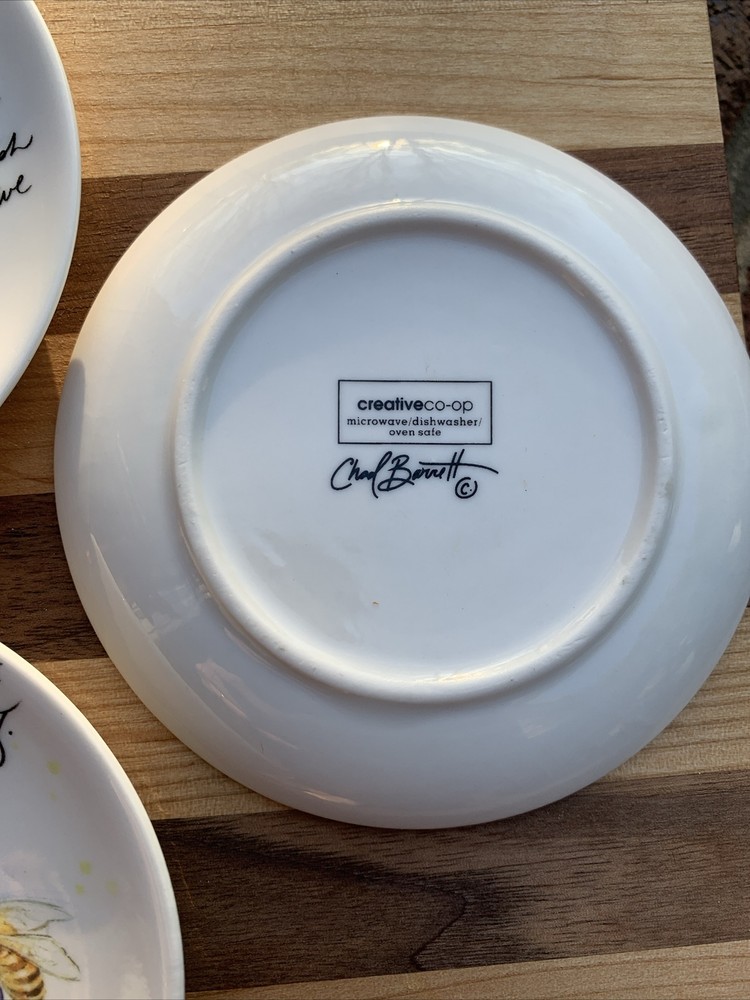 creativeco-op
microwave/dishwasher/
oven safe
Chad Barrett
©